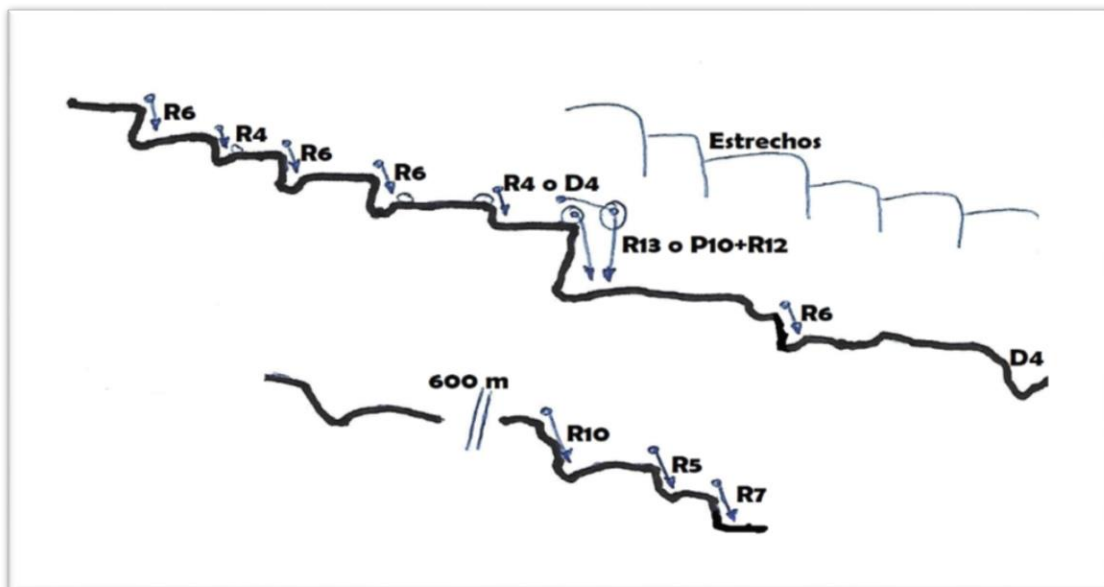 R6
R4
R6
R6
R4 o D4
Estrechos
R13 o P10+R12
R6
D4
600 m
R10
R5
R7